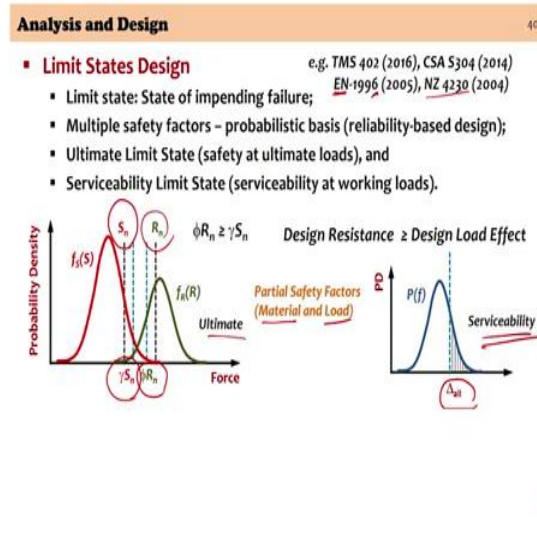 Analysis and Design
40
▪ Limit States Design
e.g. TMS 402 (2016), CSA S304 (2014)
EN-1996 (2005), NZ 4230 (2004)
▪ Limit state: State of impending failure;
▪ Multiple safety factors – probabilistic basis (reliability-based design);
▪ Ultimate Limit State (safety at ultimate loads), and
▪ Serviceability Limit State (serviceability at working loads).
Sₙ Rₙ ϕRₙ ≥ γSₙ
Design Resistance ≥ Design Load Effect
Probability Density
fₛ(S)
fR(R)
Ultimate
Partial Safety Factors
(Material and Load)
PD
P(f)
Serviceability
γSₙ ϕRₙ
Force
Δall